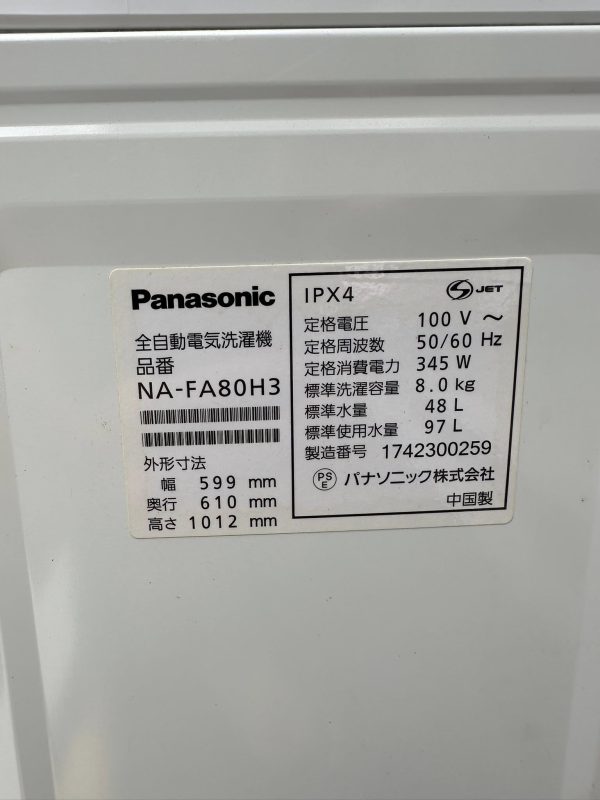 Panasonic
全自動電気洗濯機
品番
NA-FA80H3
外形寸法
幅 599 mm
奥行 610 mm
高さ 1012 mm
IPX4
S JET
定格電圧 100 V ～
定格周波数 50/60 Hz
定格消費電力 345 W
標準洗濯容量 8.0 kg
標準水量 48 L
標準使用水量 97 L
製造番号 1742300259
PS
E パナソニック株式会社
中国製